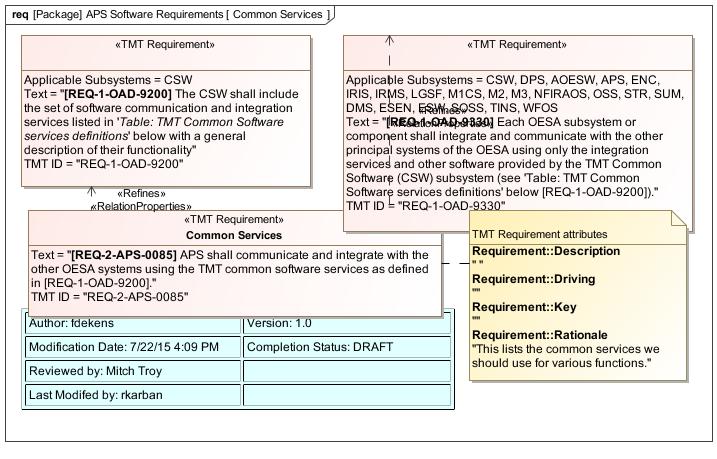 req [Package] APS Software Requirements [ Common Services ]
«TMT Requirement»
Applicable Subsystems = CSW
Text = "[REQ-1-OAD-9200] The CSW shall include
the set of software communication and integration
services listed in 'Table: TMT Common Software
services definitions' below with a general
description of their functionality"
TMT ID = "REQ-1-OAD-9200"
«TMT Requirement»
Applicable Subsystems = CSW, DPS, AOESW, APS, ENC,
IRIS, IRMS, LGSF, M1CS, M2, M3, NFIRAOS, OSS, STR, SUM,
DMS, ESEN, ESW, SOSS, TINS, WFOS
«Refines»
«RelationProperties»
Text = "[REQ-1-OAD-9330] Each OESA subsystem or
component shall integrate and communicate with the other
principal systems of the OESA using only the integration
services and other software provided by the TMT Common
Software (CSW) subsystem (see 'Table: TMT Common
Software services definitions' below [REQ-1-OAD-9200])."
TMT ID = "REQ-1-OAD-9330"
«Refines»
«RelationProperties»
«TMT Requirement»
Common Services
Text = "[REQ-2-APS-0085] APS shall communicate and integrate with the
other OESA systems using the TMT common software services as defined
in [REQ-1-OAD-9200]."
TMT ID = "REQ-2-APS-0085"
TMT Requirement attributes
Requirement::Description
" "
Requirement::Driving
""
Requirement::Key
""
Requirement::Rationale
"This lists the common services we
should use for various functions."
Author: fdekens
Version: 1.0
Modification Date: 7/22/15 4:09 PM
Completion Status: DRAFT
Reviewed by: Mitch Troy
Last Modifed by: rkarban